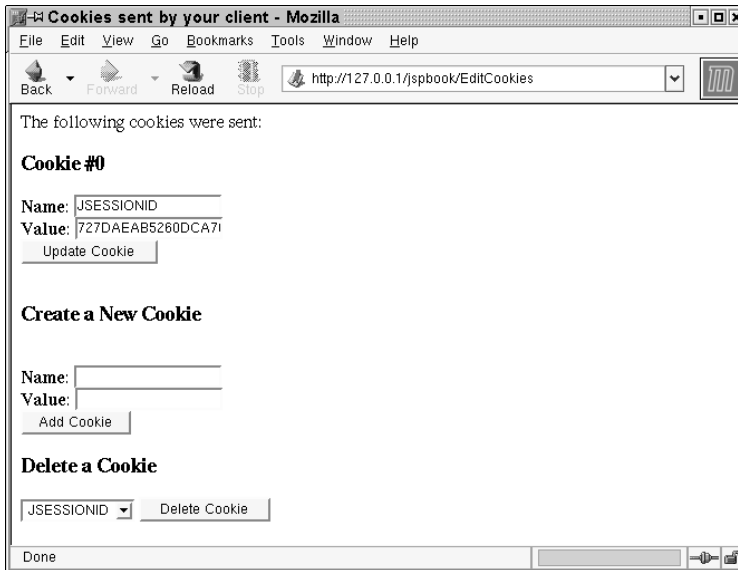 Cookies sent by your client - Mozilla
File Edit View Go Bookmarks Tools Window Help
Back Forward Reload Stop http://127.0.0.1/jspbook/EditCookies
The following cookies were sent:
Cookie #0
Name: JSESSIONID
Value: 727DAEAB5260DCA7
Update Cookie
Create a New Cookie
Name:
Value:
Add Cookie
Delete a Cookie
JSESSIONID Delete Cookie
Done